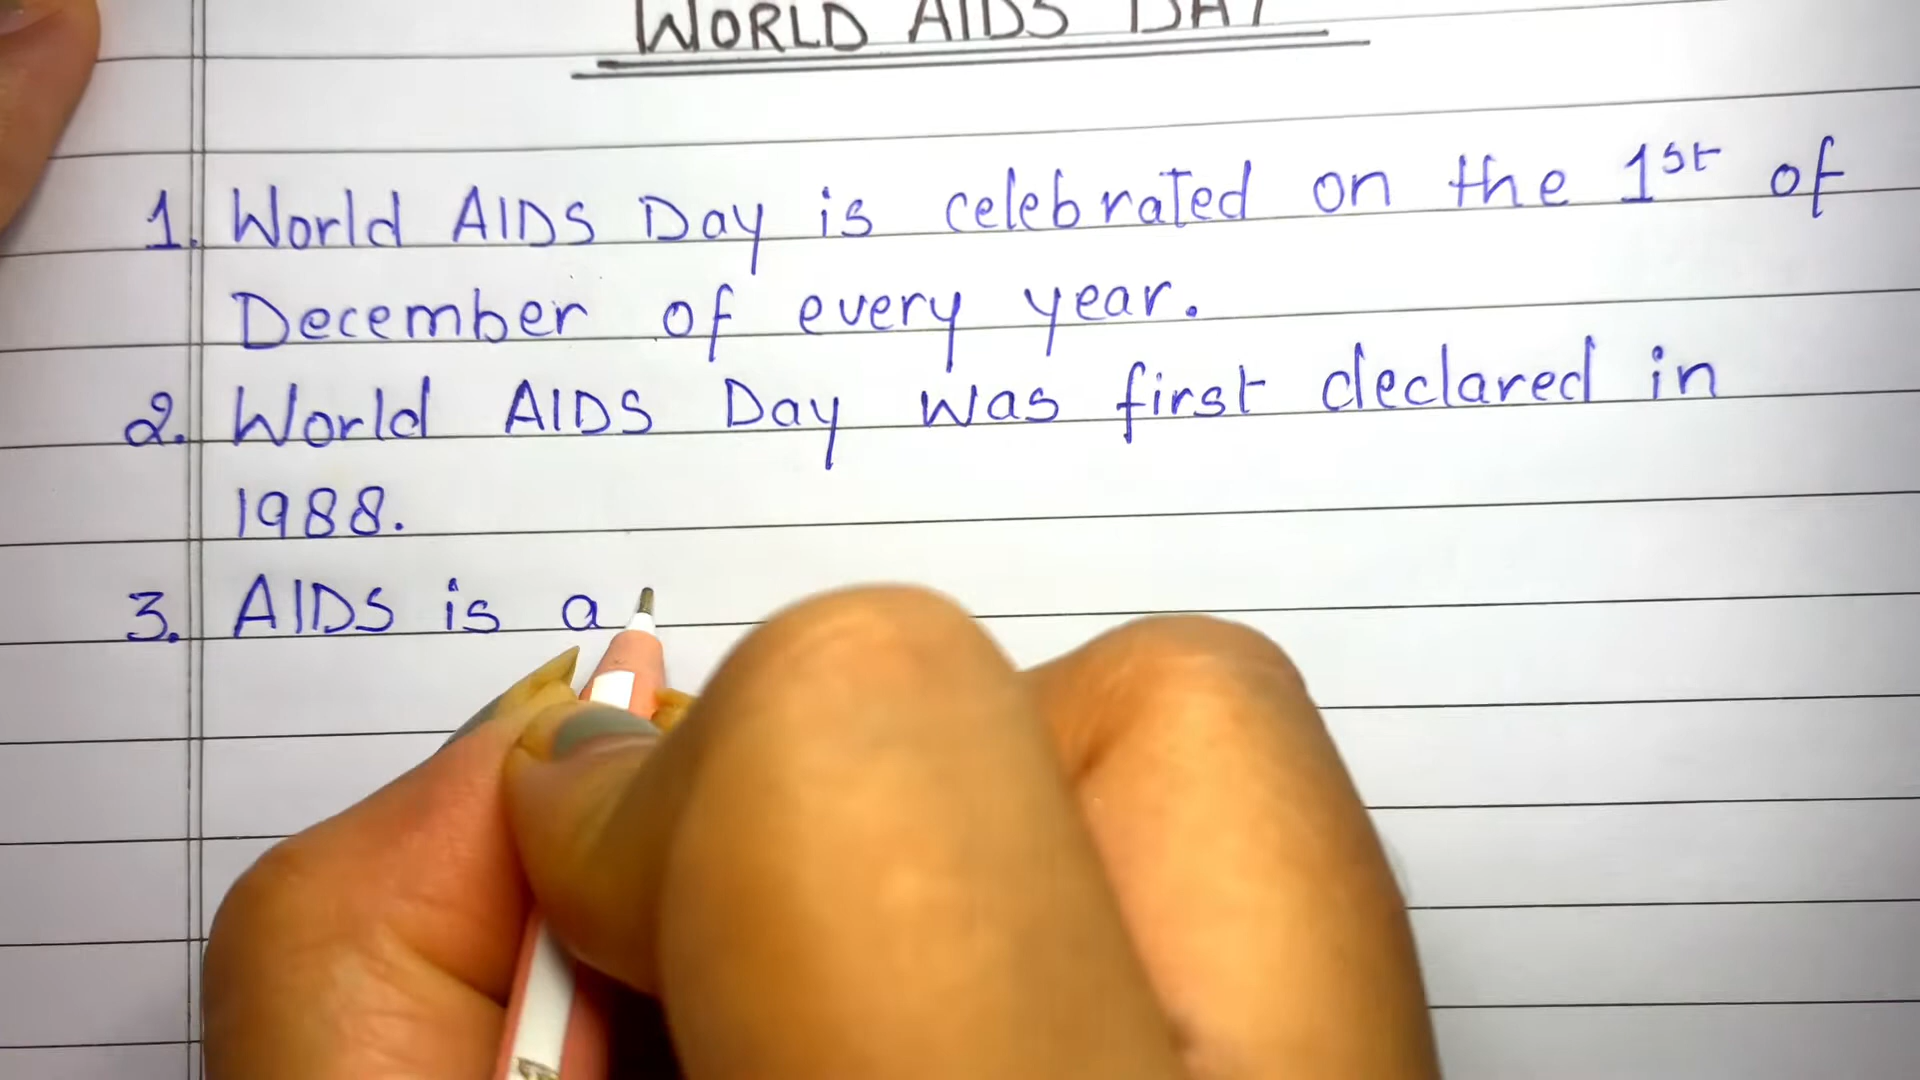 WORLD AIDS DAY
1. World AIDS Day is celebrated on the 1st of
December of every year.
2. World AIDS Day was first declared in
1988.
3. AIDS is a